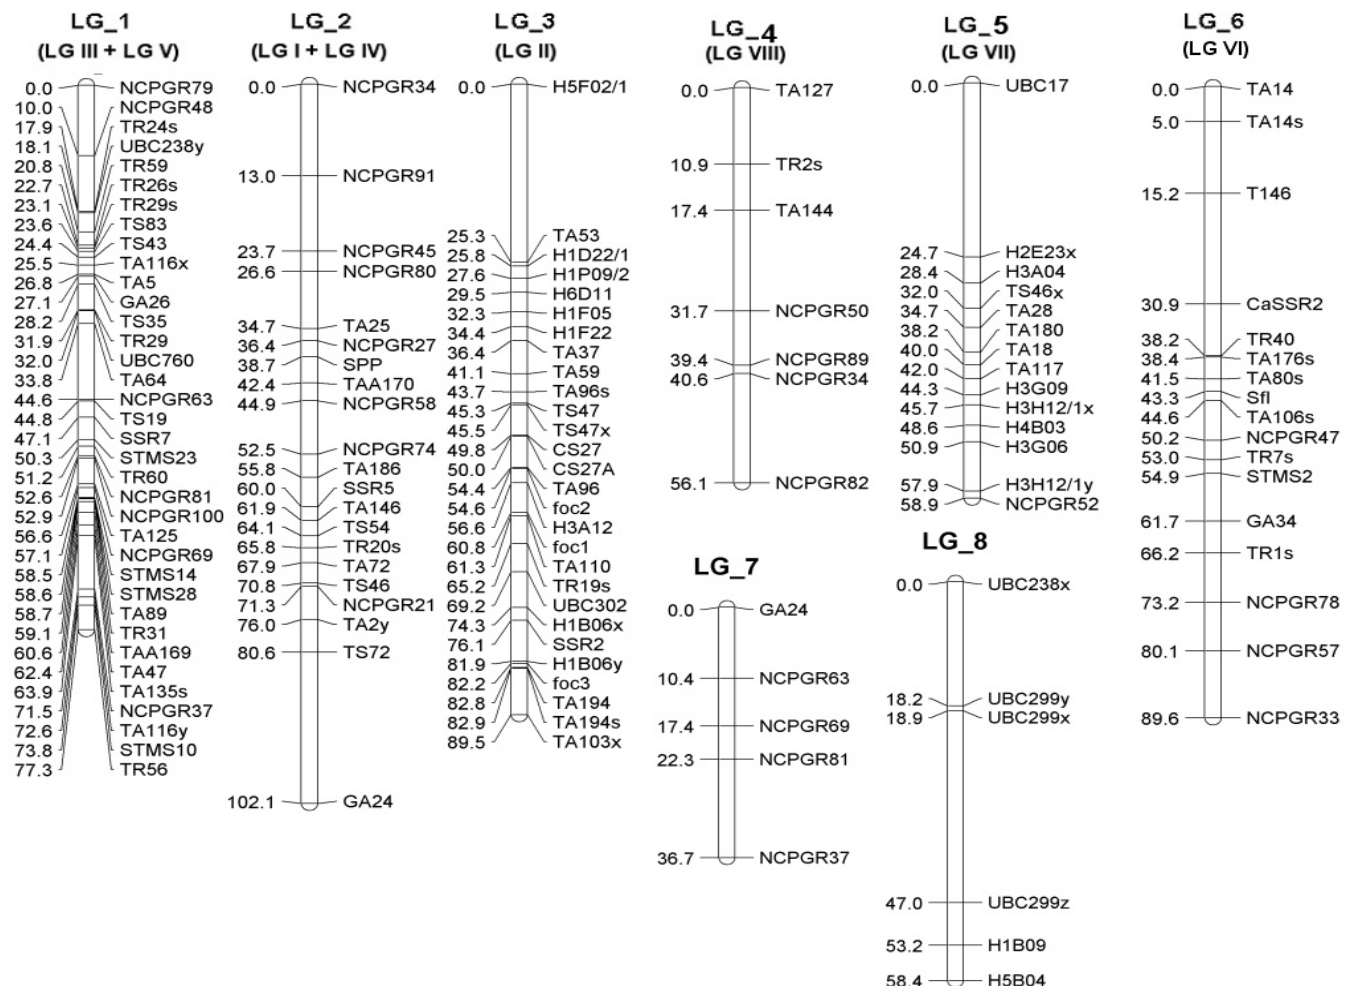 LG_1
(LG III + LG V)
0.0 NCPGR79
10.0 NCPGR48
17.9 TR24s
18.1 UBC238y
20.8 TR59
22.7 TR26s
23.1 TR29s
23.6 TS83
24.4 TS43
25.5 TA116x
26.8 TA5
27.1 GA26
28.2 TS35
31.9 TR29
32.0 UBC760
33.8 TA64
44.6 NCPGR63
44.8 TS19
47.1 SSR7
50.3 STMS23
51.2 TR60
52.6 NCPGR81
52.9 NCPGR100
56.6 TA125
57.1 NCPGR69
58.5 STMS14
58.6 STMS28
58.7 TA89
59.1 TR31
60.6 TAA169
62.4 TA47
63.9 TA135s
71.5 NCPGR37
72.6 TA116y
73.8 STMS10
77.3 TR56
LG_2
(LG I + LG IV)
0.0 NCPGR34
13.0 NCPGR91
23.7 NCPGR45
26.6 NCPGR80
34.7 TA25
36.4 NCPGR27
38.7 SPP
42.4 TAA170
44.9 NCPGR58
52.5 NCPGR74
55.8 TA186
60.0 SSR5
61.9 TA146
64.1 TS54
65.8 TR20s
67.9 TA72
70.8 TS46
71.3 NCPGR21
76.0 TA2y
80.6 TS72
102.1 GA24
LG_3
(LG II)
0.0 H5F02/1
25.3 TA53
25.8 H1D22/1
27.6 H1P09/2
29.5 H6D11
32.3 H1F05
34.4 H1F22
36.4 TA37
41.1 TA59
43.7 TA96s
45.3 TS47
45.5 TS47x
49.8 CS27
50.0 CS27A
54.4 TA96
54.6 foc2
56.6 H3A12
60.8 foc1
61.3 TA110
65.2 TR19s
69.2 UBC302
74.3 H1B06x
76.1 SSR2
81.9 H1B06y
82.2 foc3
82.8 TA194
82.9 TA194s
89.5 TA103x
LG_4
(LG VIII)
0.0 TA127
10.9 TR2s
17.4 TA144
31.7 NCPGR50
39.4 NCPGR89
40.6 NCPGR34
56.1 NCPGR82
LG_5
(LG VII)
0.0 UBC17
24.7 H2E23x
28.4 H3A04
32.0 TS46x
34.7 TA28
38.2 TA180
40.0 TA18
42.0 TA117
44.3 H3G09
45.7 H3H12/1x
48.6 H4B03
50.9 H3G06
57.9 H3H12/1y
58.9 NCPGR52
LG_6
(LG VI)
0.0 TA14
5.0 TA14s
15.2 T146
30.9 CaSSR2
38.2 TR40
38.4 TA176s
41.5 TA80s
43.3 Sfl
44.6 TA106s
50.2 NCPGR47
53.0 TR7s
54.9 STMS2
61.7 GA34
66.2 TR1s
73.2 NCPGR78
80.1 NCPGR57
89.6 NCPGR33
LG_7
0.0 GA24
10.4 NCPGR63
17.4 NCPGR69
22.3 NCPGR81
36.7 NCPGR37
LG_8
0.0 UBC238x
18.2 UBC299y
18.9 UBC299x
47.0 UBC299z
53.2 H1B09
58.4 H5B04